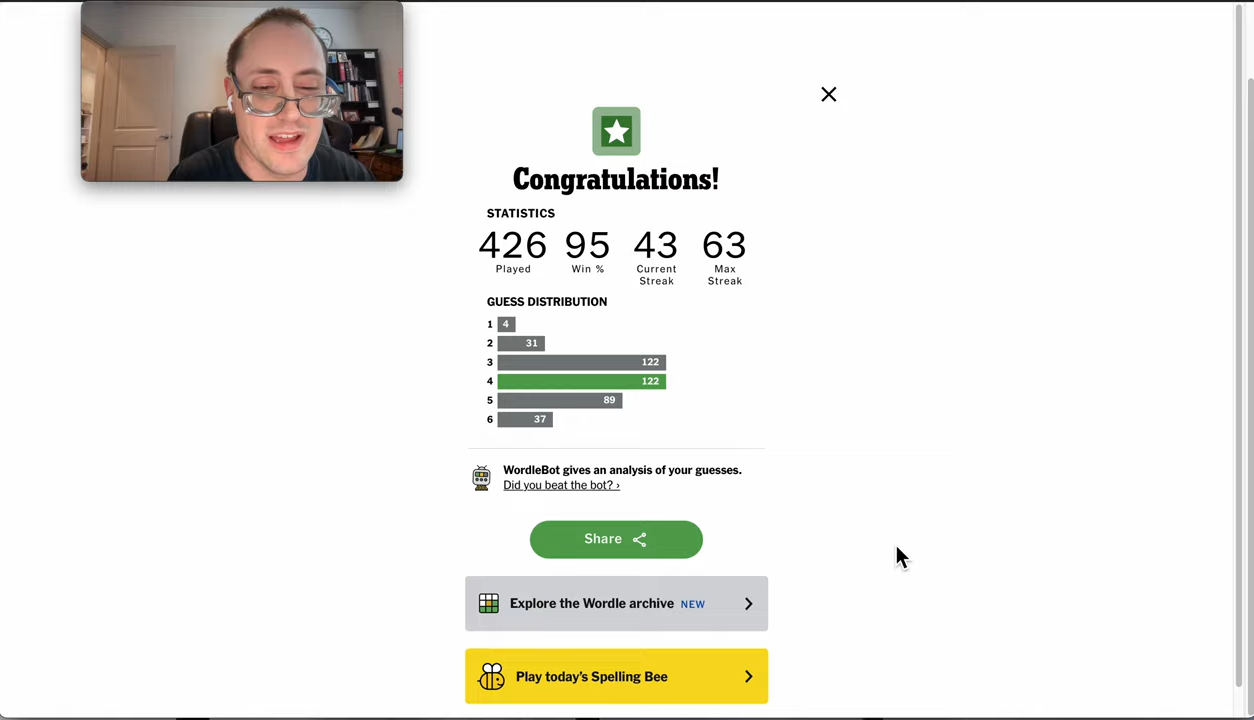 Congratulations!
STATISTICS
426 95 43 63
Played Win % Current Streak Max Streak
GUESS DISTRIBUTION
1 4
2 31
3 122
4 122
5 89
6 37
WordleBot gives an analysis of your guesses.
Did you beat the bot? ›
Share
Explore the Wordle archive NEW
Play today's Spelling Bee